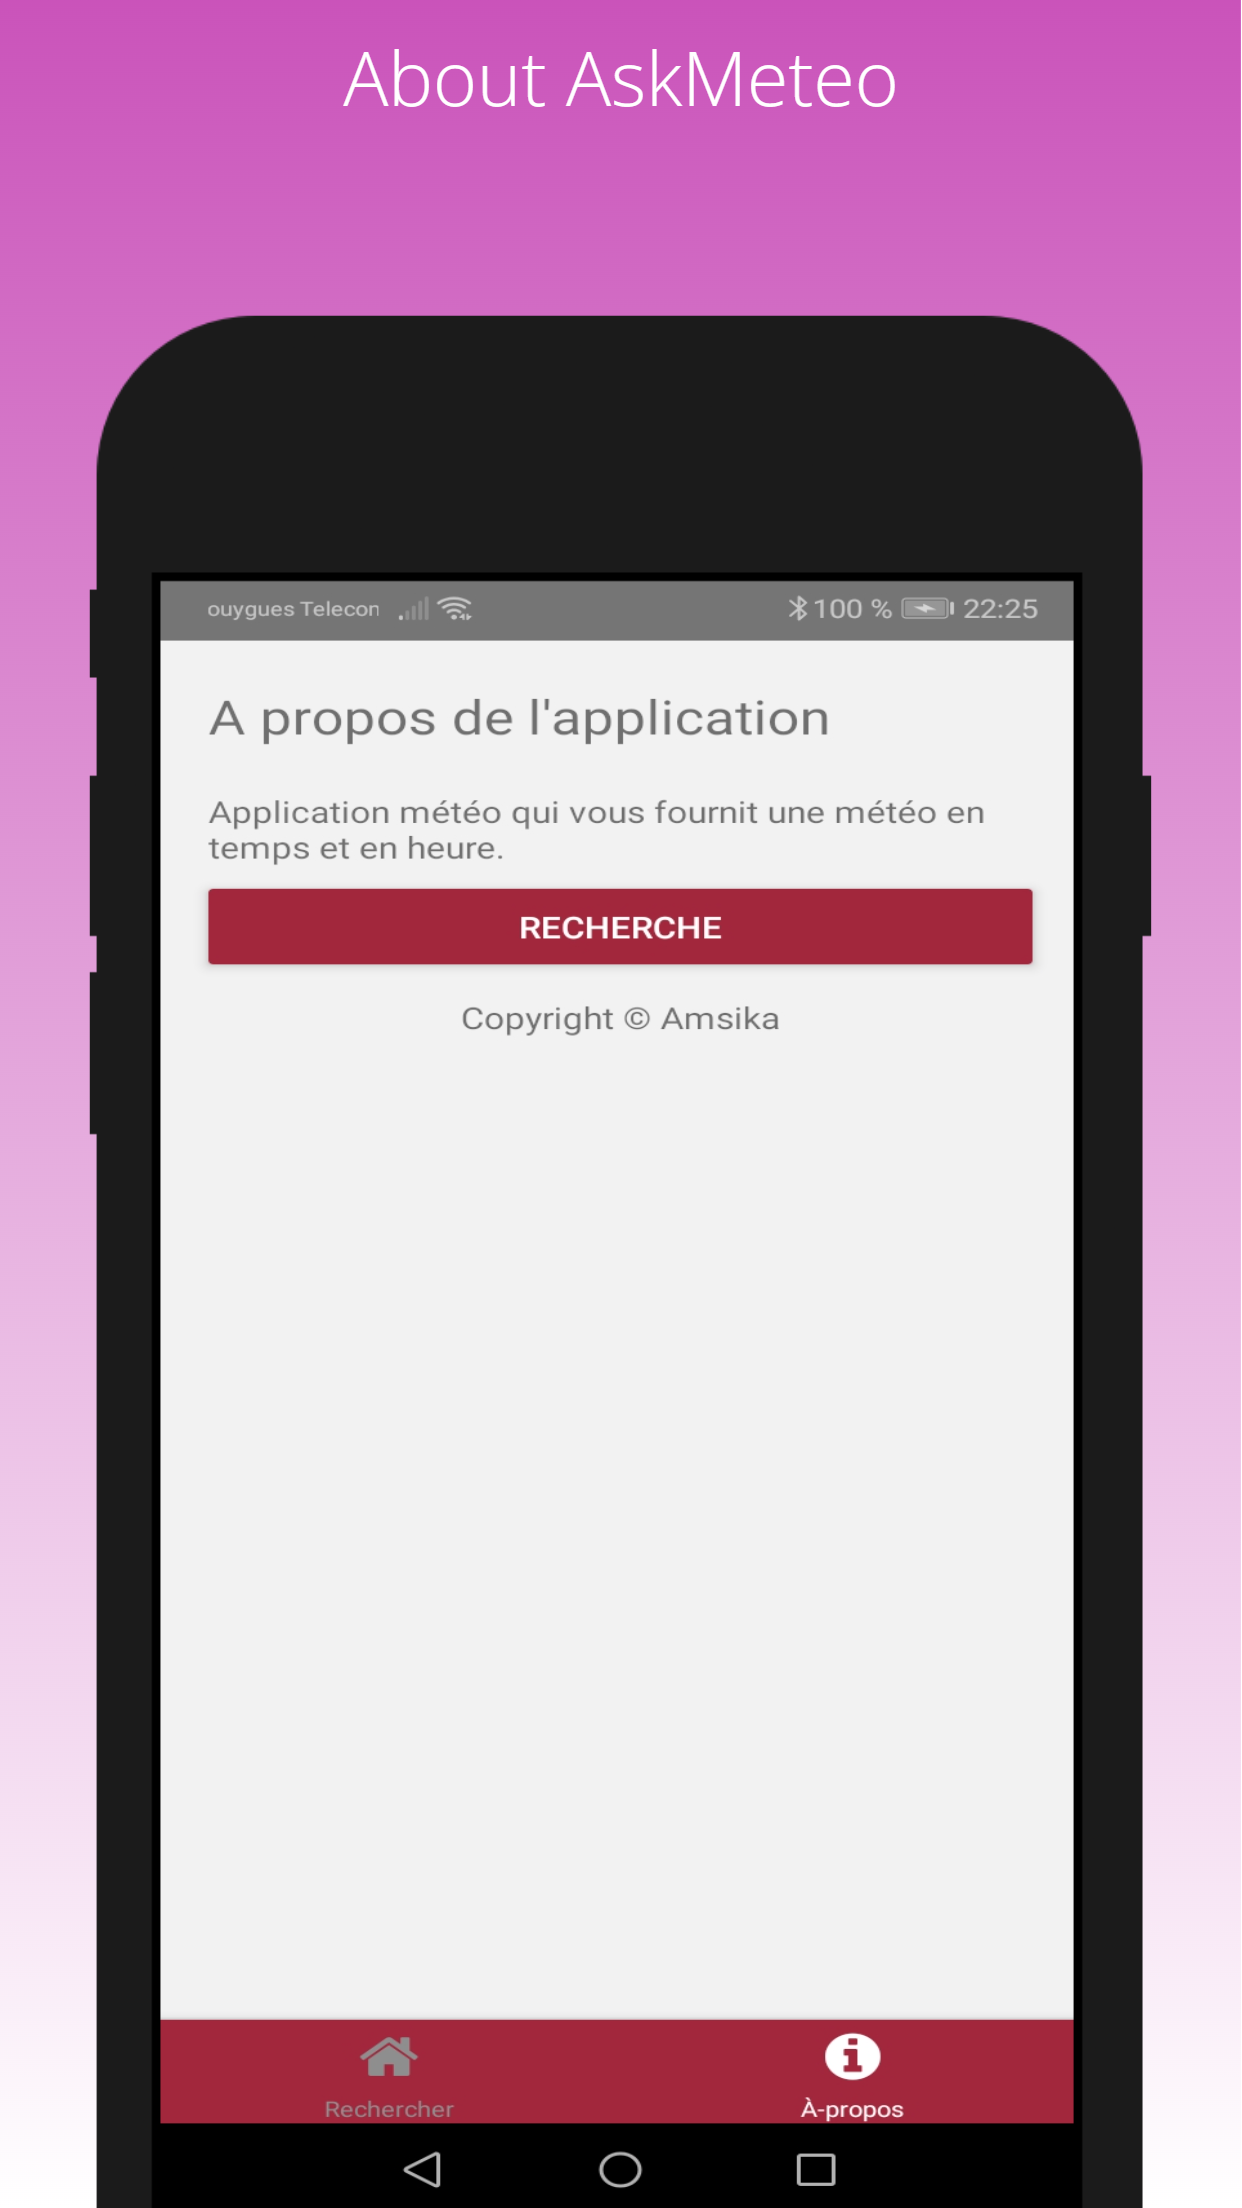 About AskMeteo
ouygues Telecon 100 % 22:25
A propos de l'application
Application météo qui vous fournit une météo en
temps et en heure.
RECHERCHE
Copyright © Amsika
Rechercher À-propos